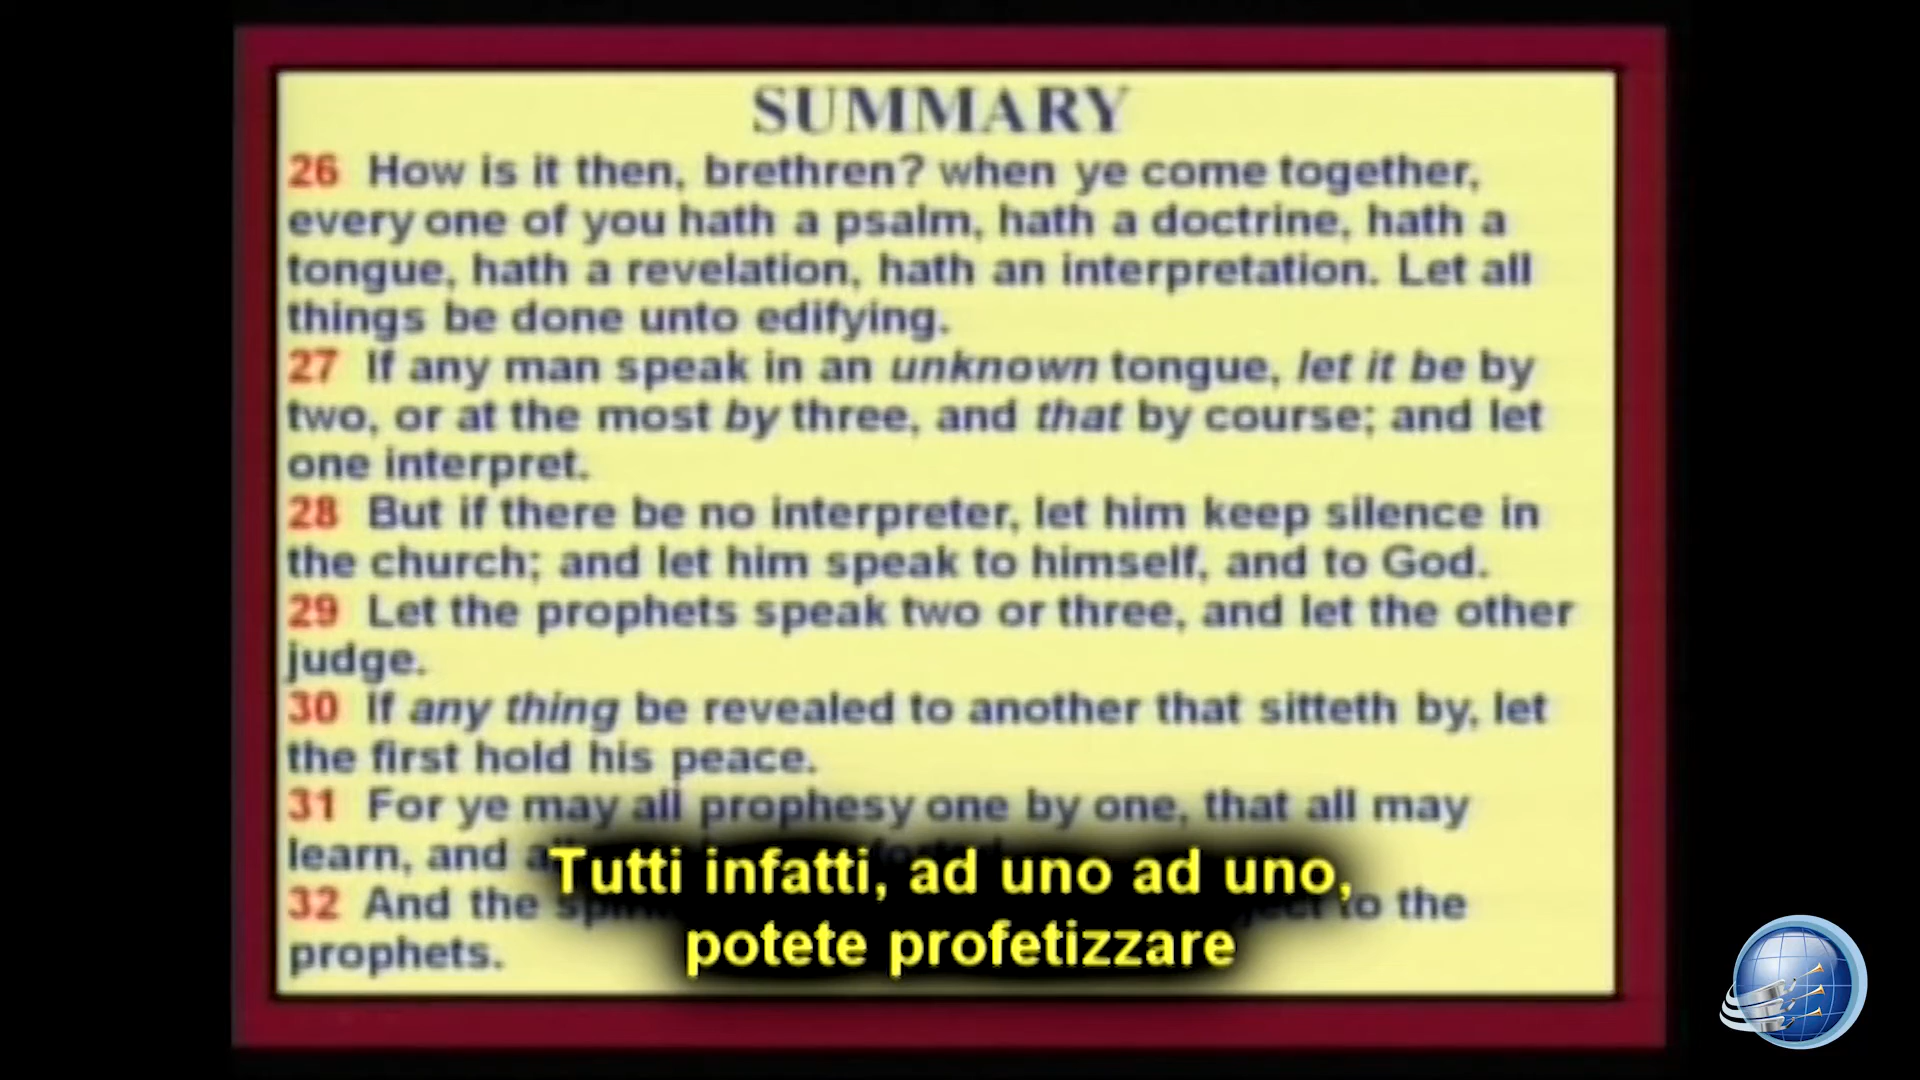 SUMMARY
26 How is it then, brethren? when ye come together,
every one of you hath a psalm, hath a doctrine, hath a
tongue, hath a revelation, hath an interpretation. Let all
things be done unto edifying.
27 If any man speak in an unknown tongue, let it be by
two, or at the most by three, and that by course; and let
one interpret.
28 But if there be no interpreter, let him keep silence in
the church; and let him speak to himself, and to God.
29 Let the prophets speak two or three, and let the other
judge.
30 If any thing be revealed to another that sitteth by, let
the first hold his peace.
31 For ye may all prophesy one by one, that all may
learn, and
32 And the to the
prophets.
Tutti infatti, ad uno ad uno,
potete profetizzare